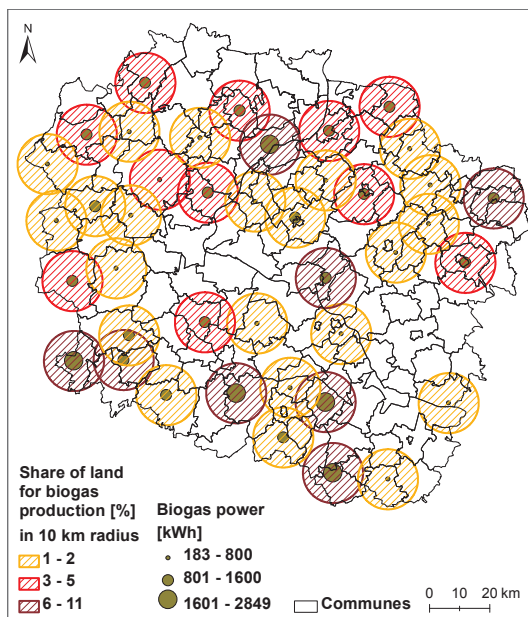 N
Share of land
for biogas
production [%]
in 10 km radius
1 - 2
3 - 5
6 - 11
Biogas power
[kWh]
183 - 800
801 - 1600
1601 - 2849
Communes
0 10 20 km